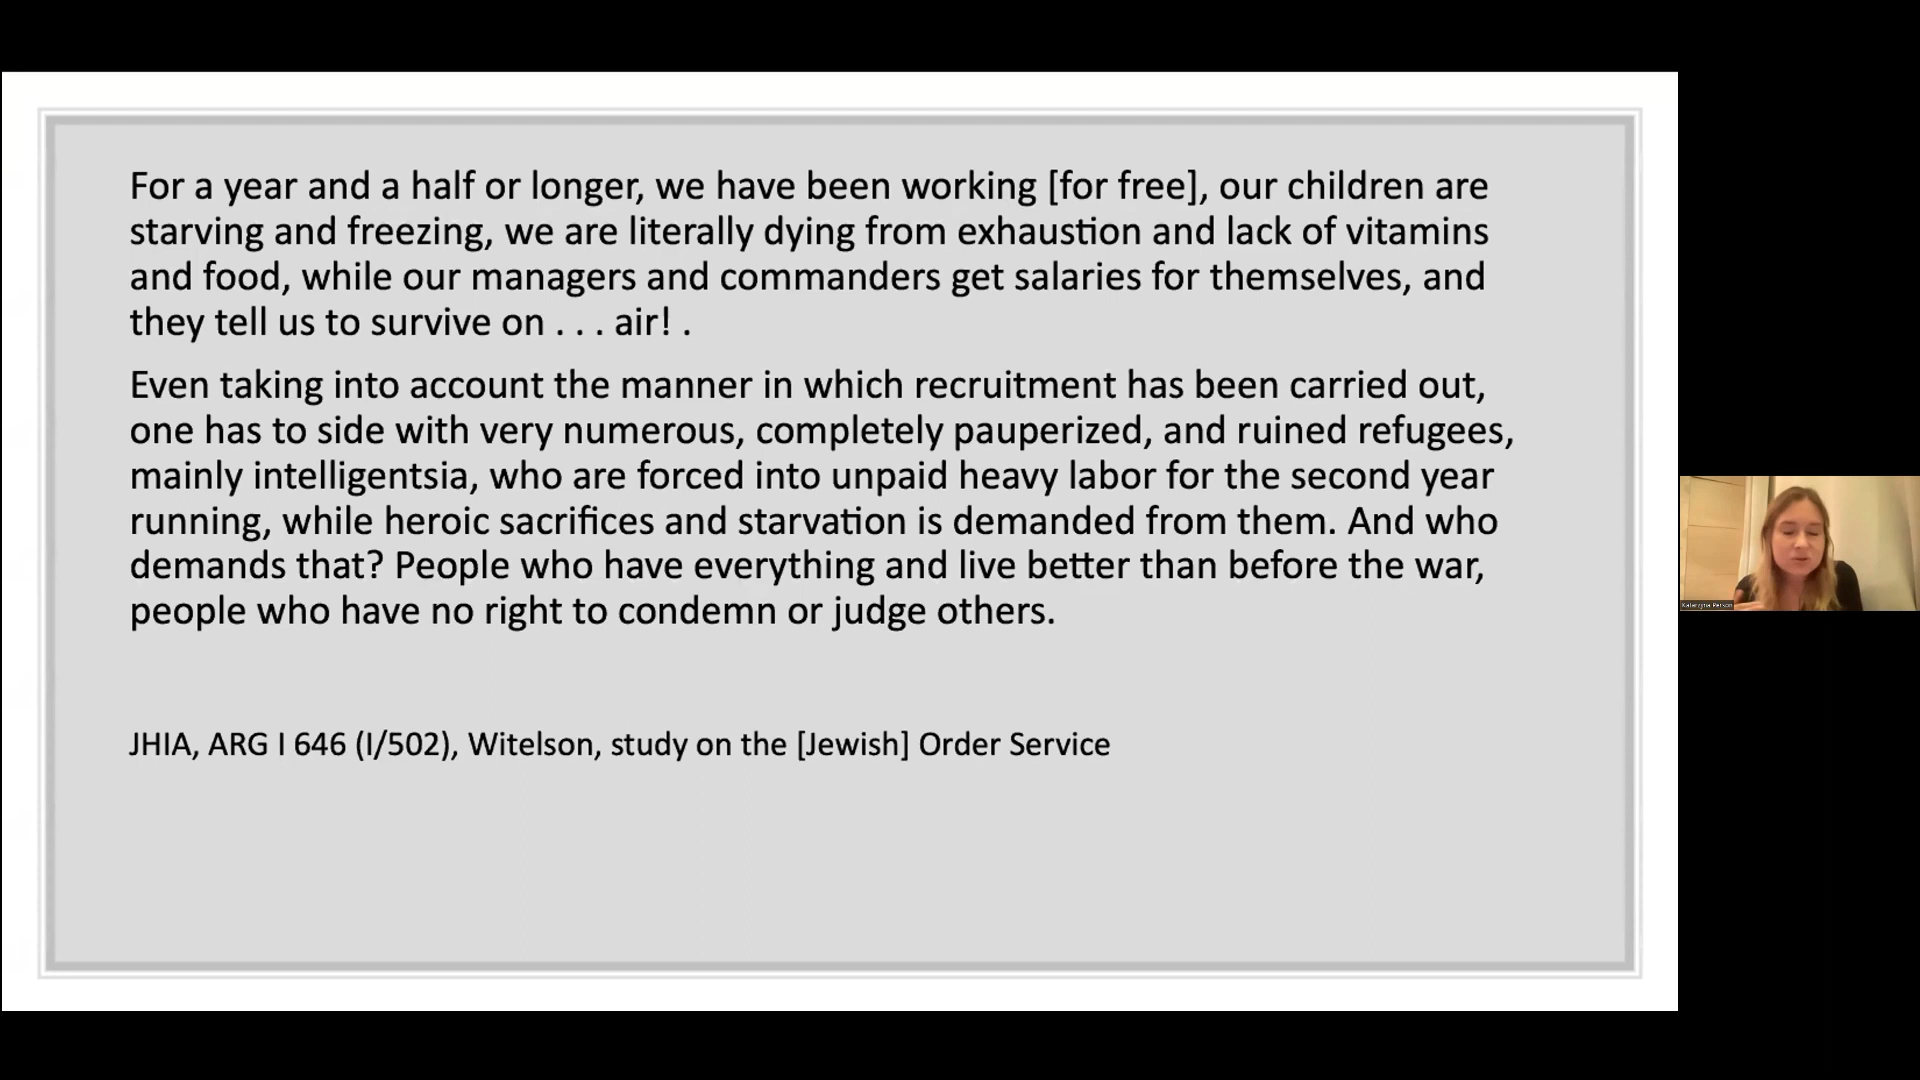 For a year and a half or longer, we have been working [for free], our children are
starving and freezing, we are literally dying from exhaustion and lack of vitamins
and food, while our managers and commanders get salaries for themselves, and
they tell us to survive on . . . air! .
Even taking into account the manner in which recruitment has been carried out,
one has to side with very numerous, completely pauperized, and ruined refugees,
mainly intelligentsia, who are forced into unpaid heavy labor for the second year
running, while heroic sacrifices and starvation is demanded from them. And who
demands that? People who have everything and live better than before the war,
people who have no right to condemn or judge others.
JHIA, ARG I 646 (I/502), Witelson, study on the [Jewish] Order Service
Katarzyna Person